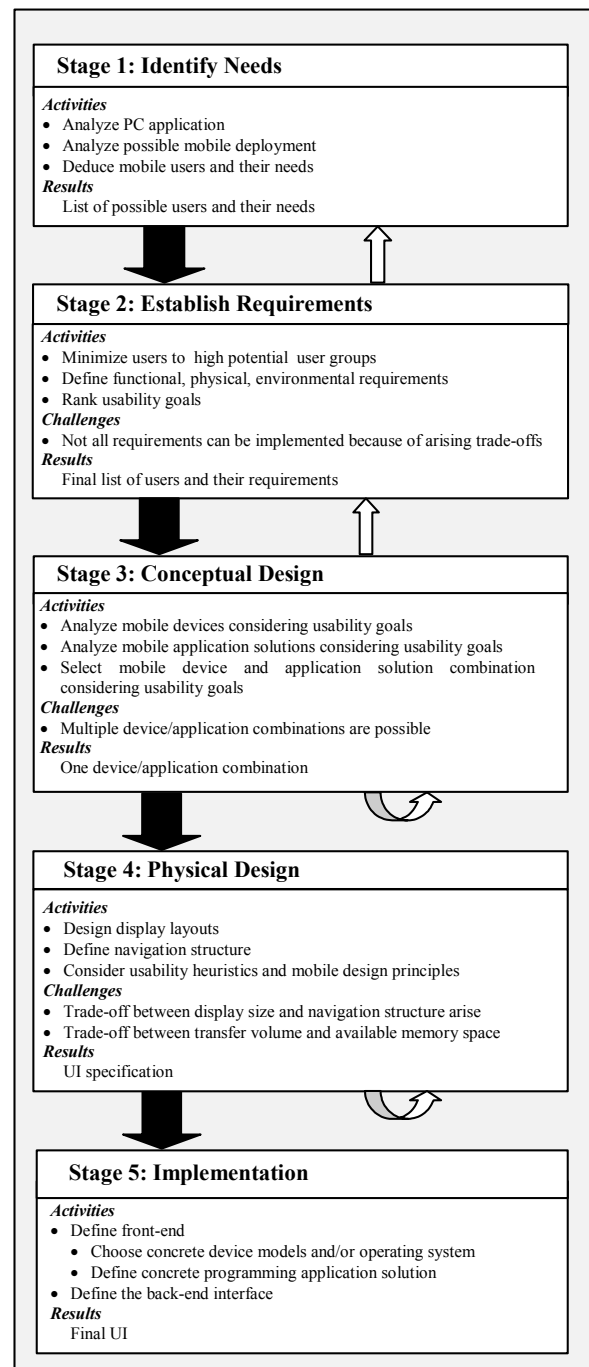 Stage 1: Identify Needs
Activities
• Analyze PC application
• Analyze possible mobile deployment
• Deduce mobile users and their needs
Results
List of possible users and their needs
Stage 2: Establish Requirements
Activities
• Minimize users to high potential user groups
• Define functional, physical, environmental requirements
• Rank usability goals
Challenges
• Not all requirements can be implemented because of arising trade-offs
Results
Final list of users and their requirements
Stage 3: Conceptual Design
Activities
• Analyze mobile devices considering usability goals
• Analyze mobile application solutions considering usability goals
• Select mobile device and application solution combination
considering usability goals
Challenges
• Multiple device/application combinations are possible
Results
One device/application combination
Stage 4: Physical Design
Activities
• Design display layouts
• Define navigation structure
• Consider usability heuristics and mobile design principles
Challenges
• Trade-off between display size and navigation structure arise
• Trade-off between transfer volume and available memory space
Results
UI specification
Stage 5: Implementation
Activities
• Define front-end
• Choose concrete device models and/or operating system
• Define concrete programming application solution
• Define the back-end interface
Results
Final UI